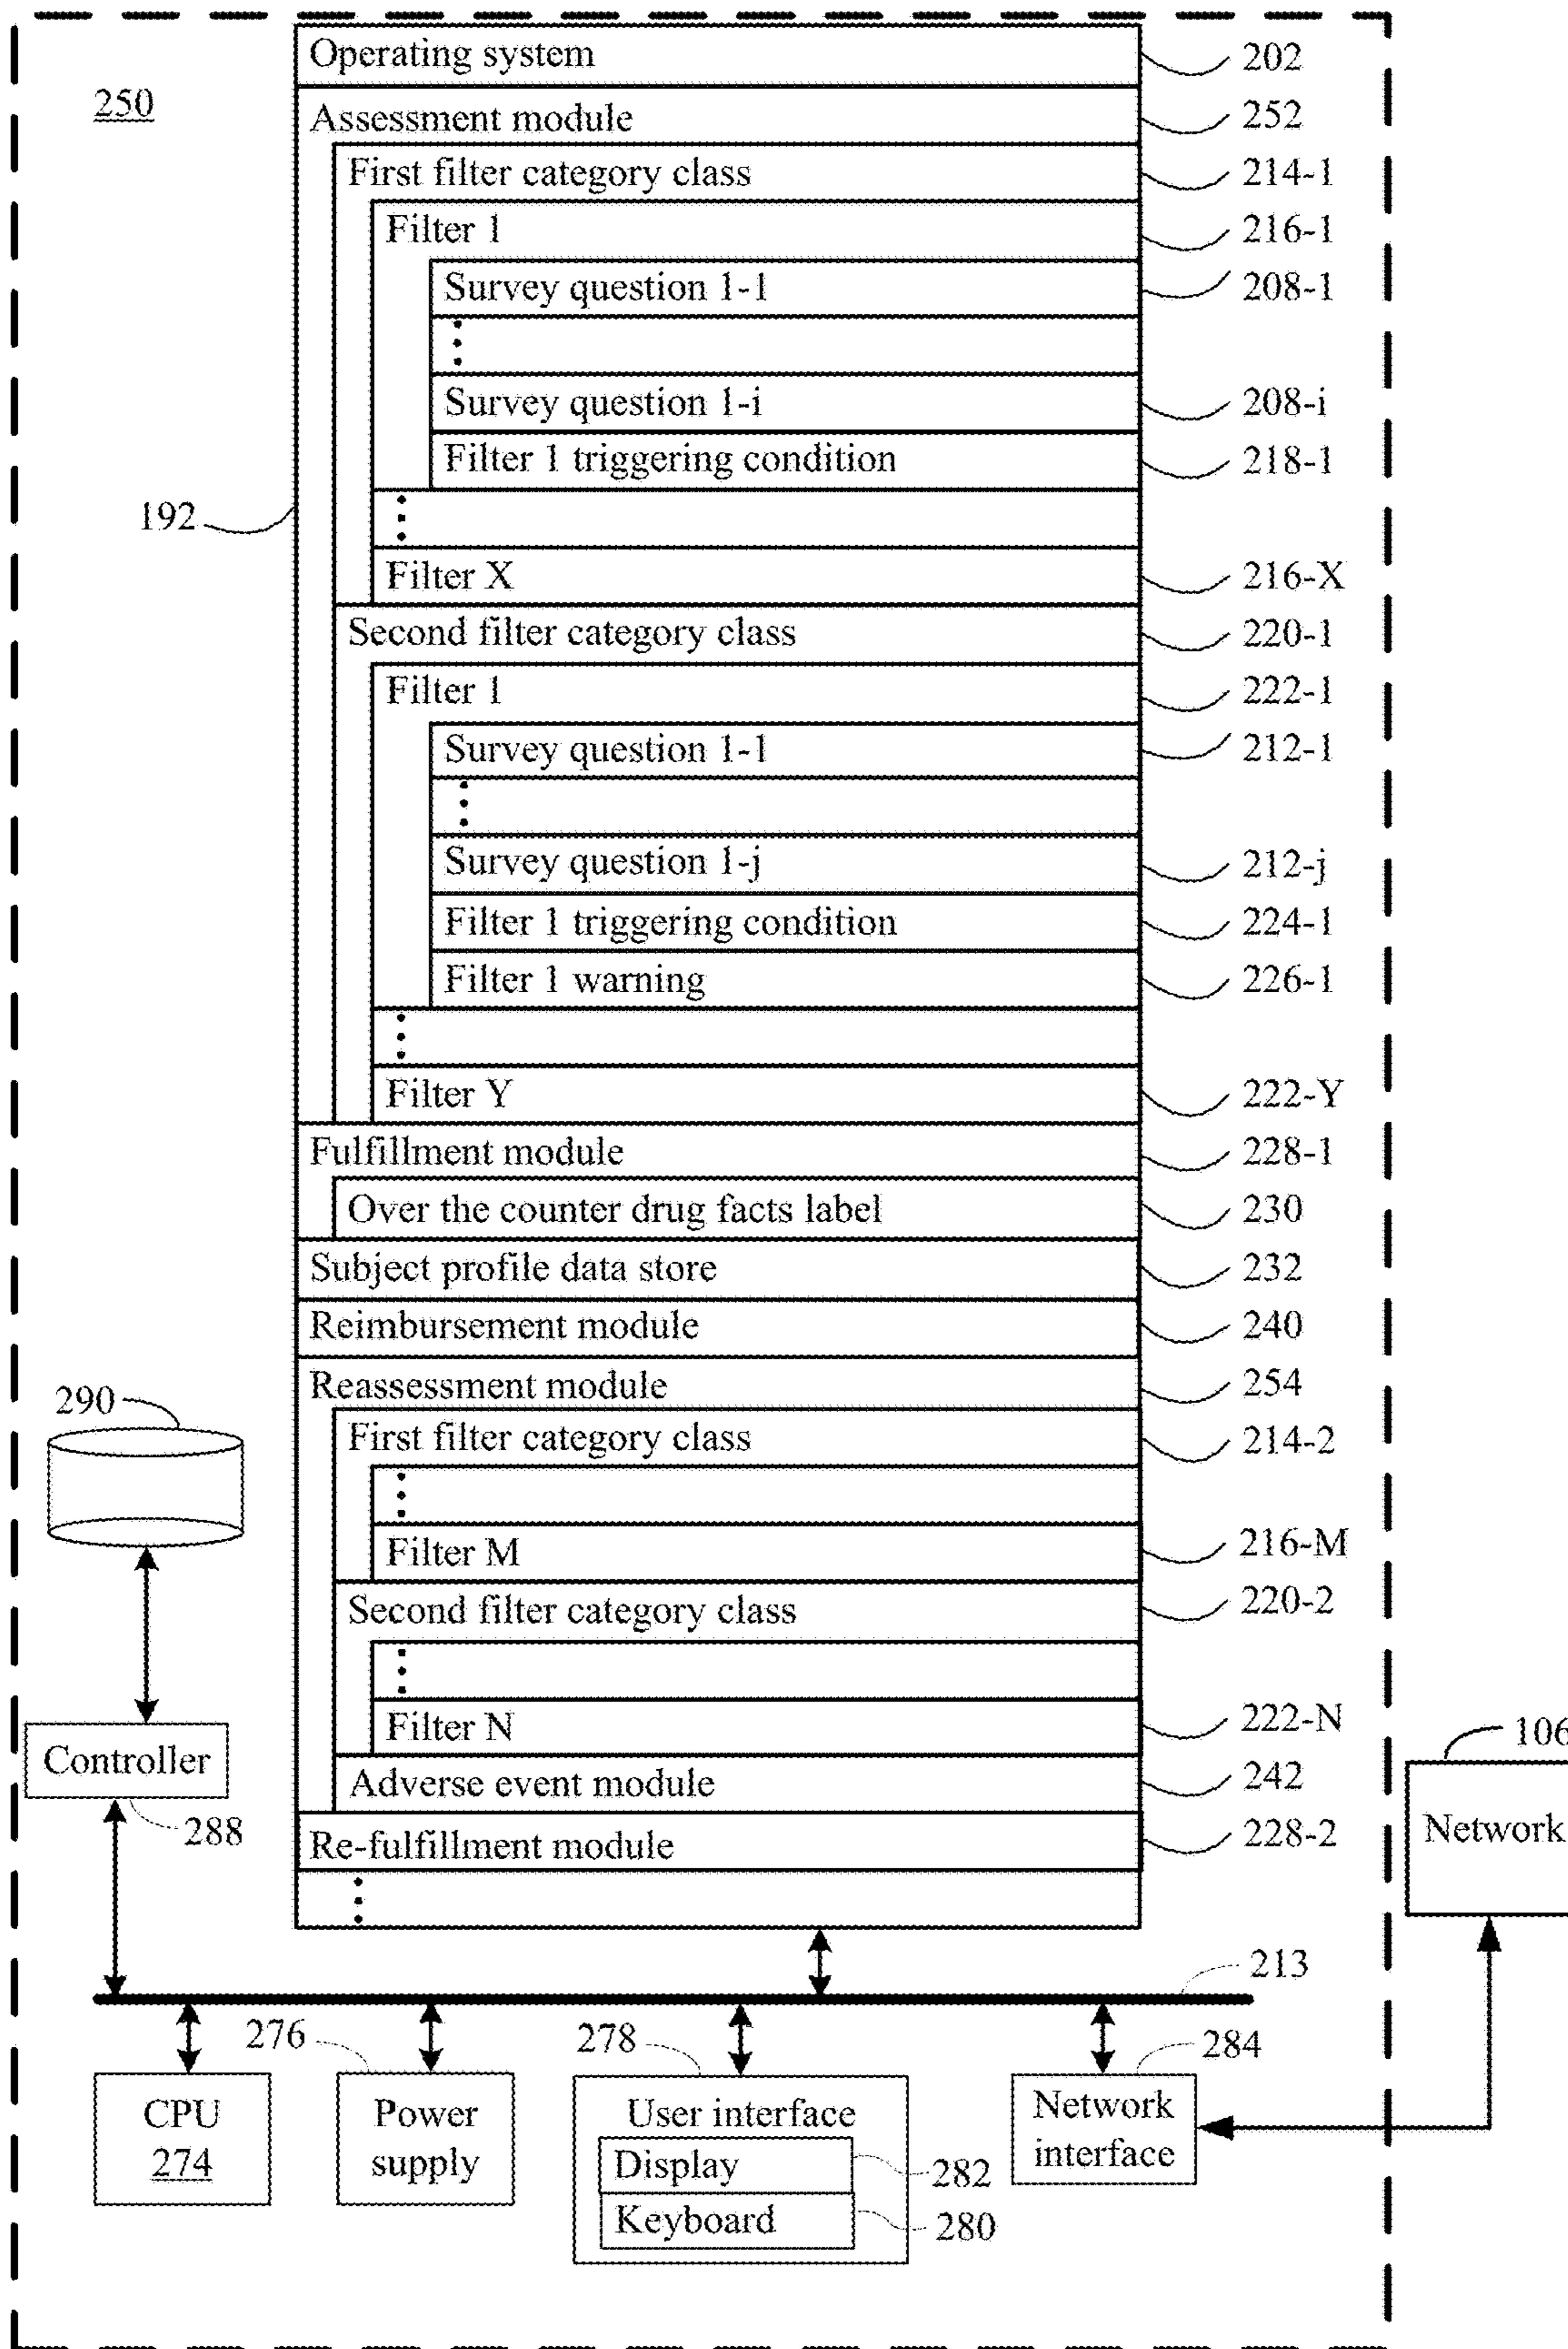 250
Operating system 202
Assessment module 252
First filter category class 214-1
Filter 1 216-1
Survey question 1-1 208-1
Survey question 1-i 208-i
Filter 1 triggering condition 218-1
192
Filter X 216-X
Second filter category class 220-1
Filter 1 222-1
Survey question 1-1 212-1
Survey question 1-j 212-j
Filter 1 triggering condition 224-1
Filter 1 warning 226-1
Filter Y 222-Y
Fulfillment module 228-1
Over the counter drug facts label 230
Subject profile data store 232
Reimbursement module 240
Reassessment module 254
290
First filter category class 214-2
Filter M 216-M
Second filter category class 220-2
Filter N 222-N
106
Controller
Adverse event module 242
288
Re-fulfillment module 228-2
Network
213
276
278
284
CPU
274
Power
supply
User interface
Display 282
Keyboard 280
Network
interface